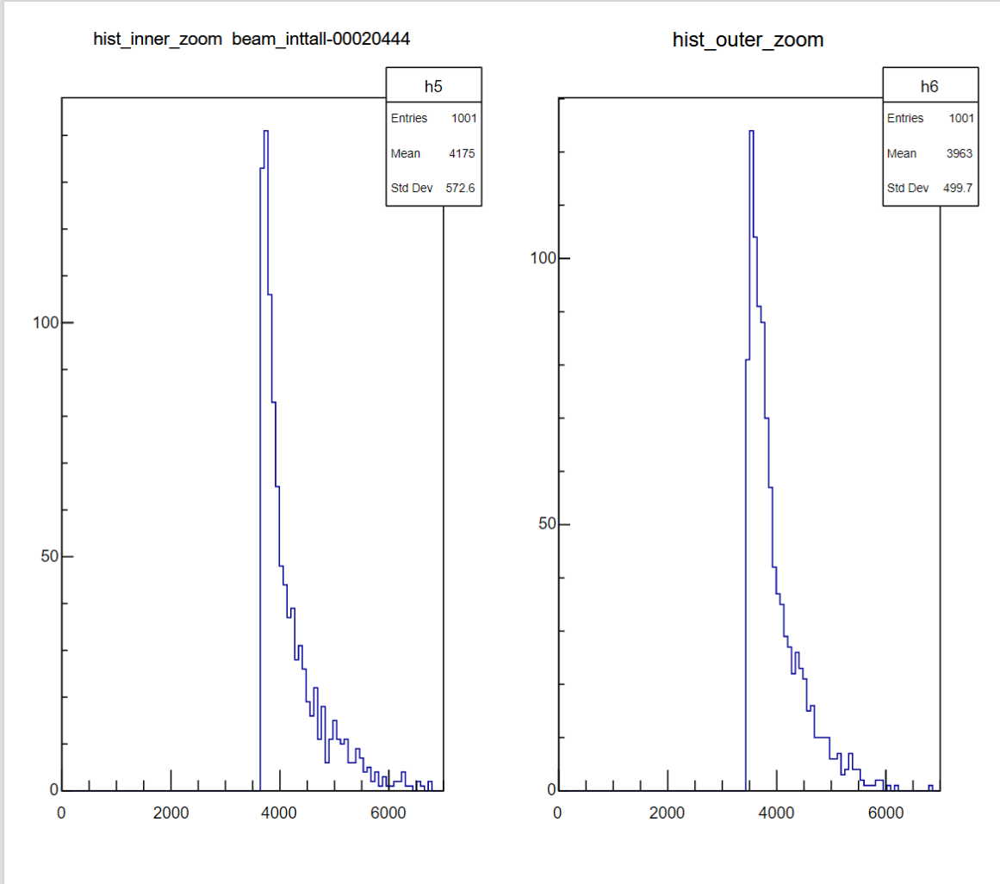 hist_inner_zoom beam_inttall-00020444
h5
Entries 1001
Mean 4175
Std Dev 572.6
100
50
0
0 2000 4000 6000
hist_outer_zoom
h6
Entries 1001
Mean 3963
Std Dev 499.7
100
50
0
0 2000 4000 6000